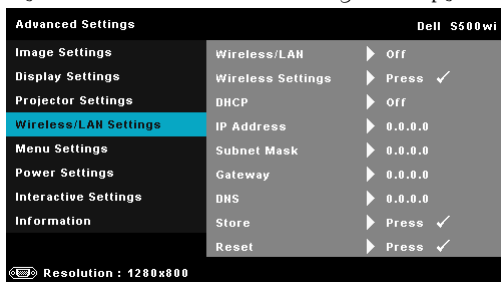 Advanced Settings Dell S500wi
Image Settings
Display Settings
Projector Settings
Wireless/LAN Settings
Menu Settings
Power Settings
Interactive Settings
Information
Wireless/LAN Off
Wireless Settings Press ✓
DHCP Off
IP Address 0.0.0.0
Subnet Mask 0.0.0.0
Gateway 0.0.0.0
DNS 0.0.0.0
Store Press ✓
Reset Press ✓
Resolution : 1280x800